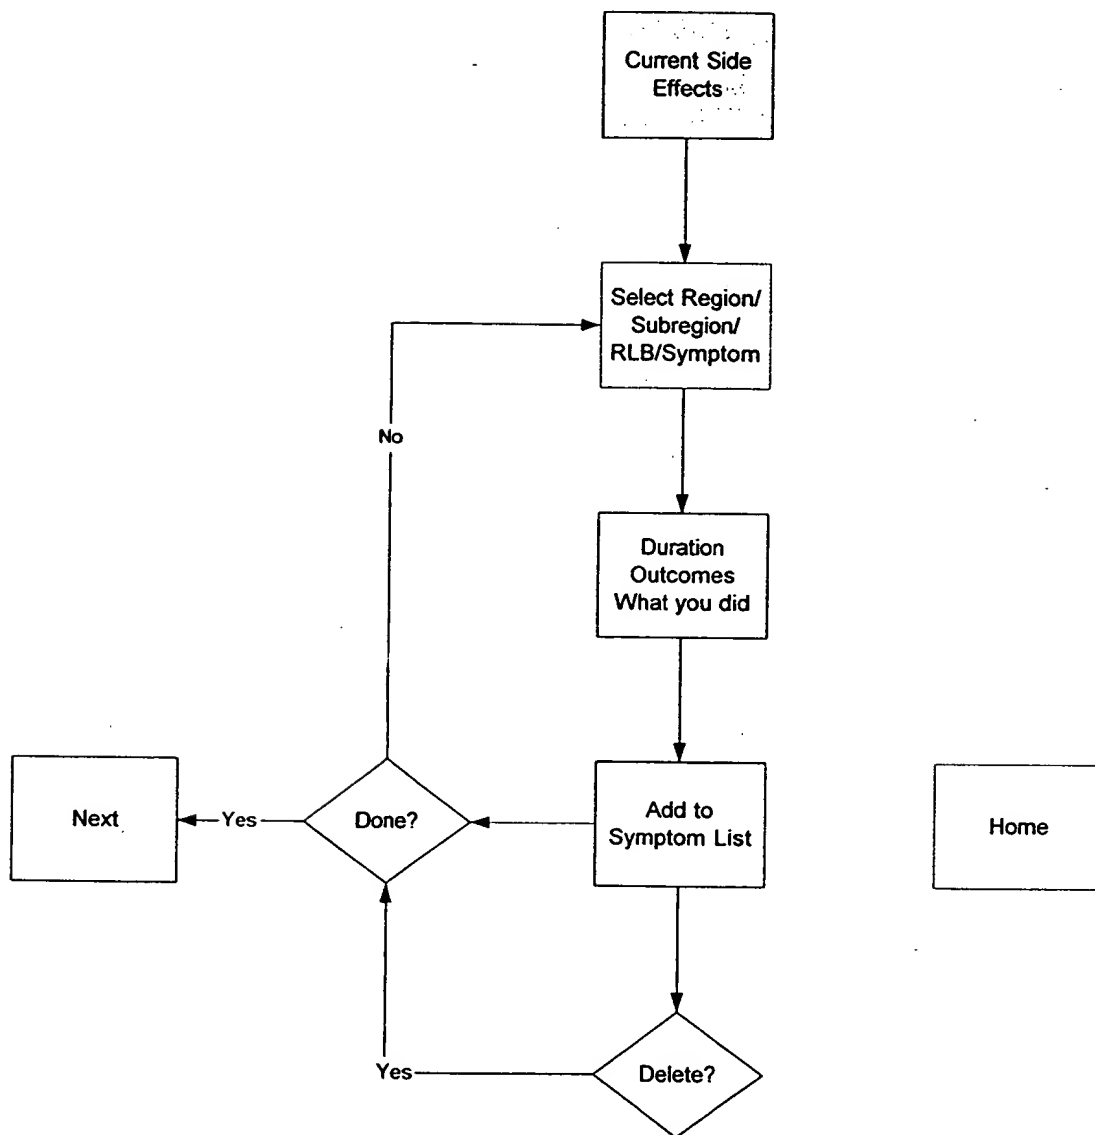 Current Side
Effects
Select Region/
Subregion/
RLB/Symptom
No
Duration
Outcomes
What you did
Next
Yes
Done?
Add to
Symptom List
Home
Yes
Delete?